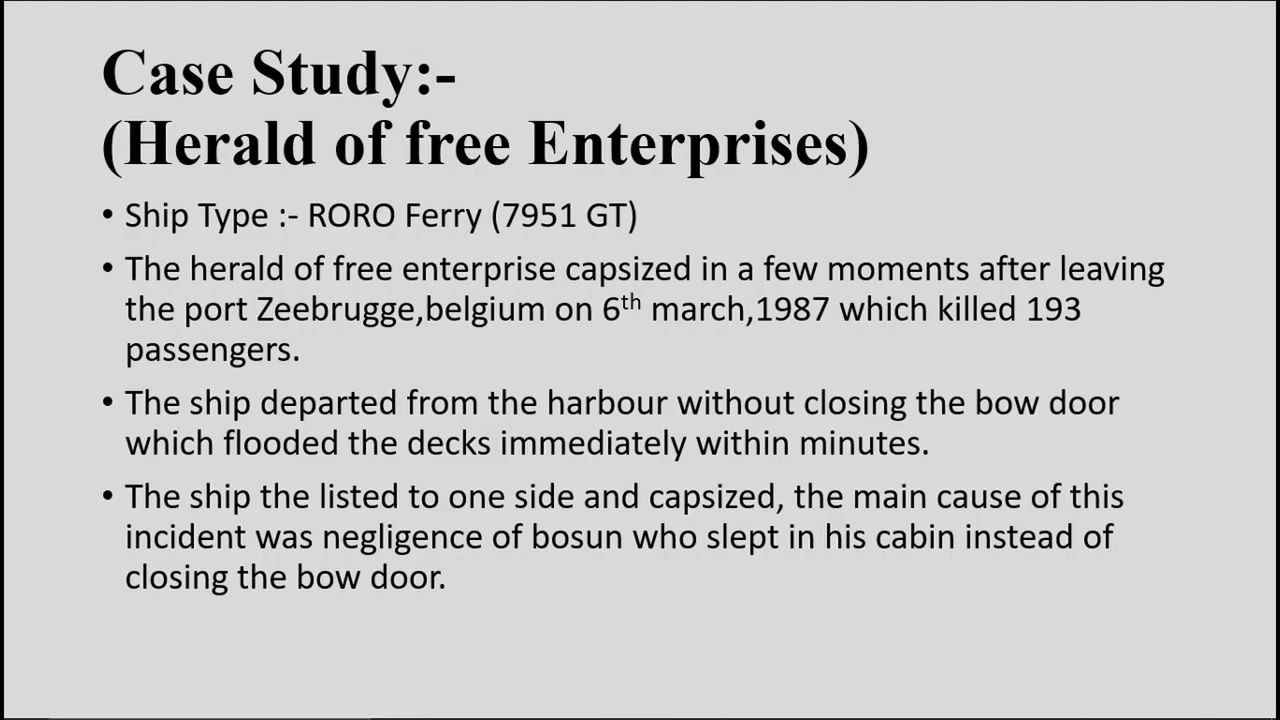 Case Study:-
(Herald of free Enterprises)
• Ship Type :- RORO Ferry (7951 GT)
• The herald of free enterprise capsized in a few moments after leaving
the port Zeebrugge,belgium on 6th march,1987 which killed 193
passengers.
• The ship departed from the harbour without closing the bow door
which flooded the decks immediately within minutes.
• The ship the listed to one side and capsized, the main cause of this
incident was negligence of bosun who slept in his cabin instead of
closing the bow door.